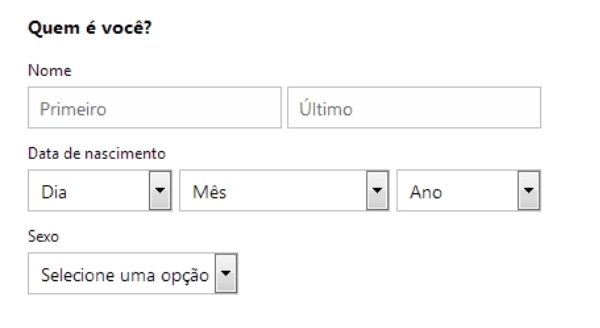 Quem é você?
Nome
Primeiro Último
Data de nascimento
Dia Mês Ano
Sexo
Selecione uma opção